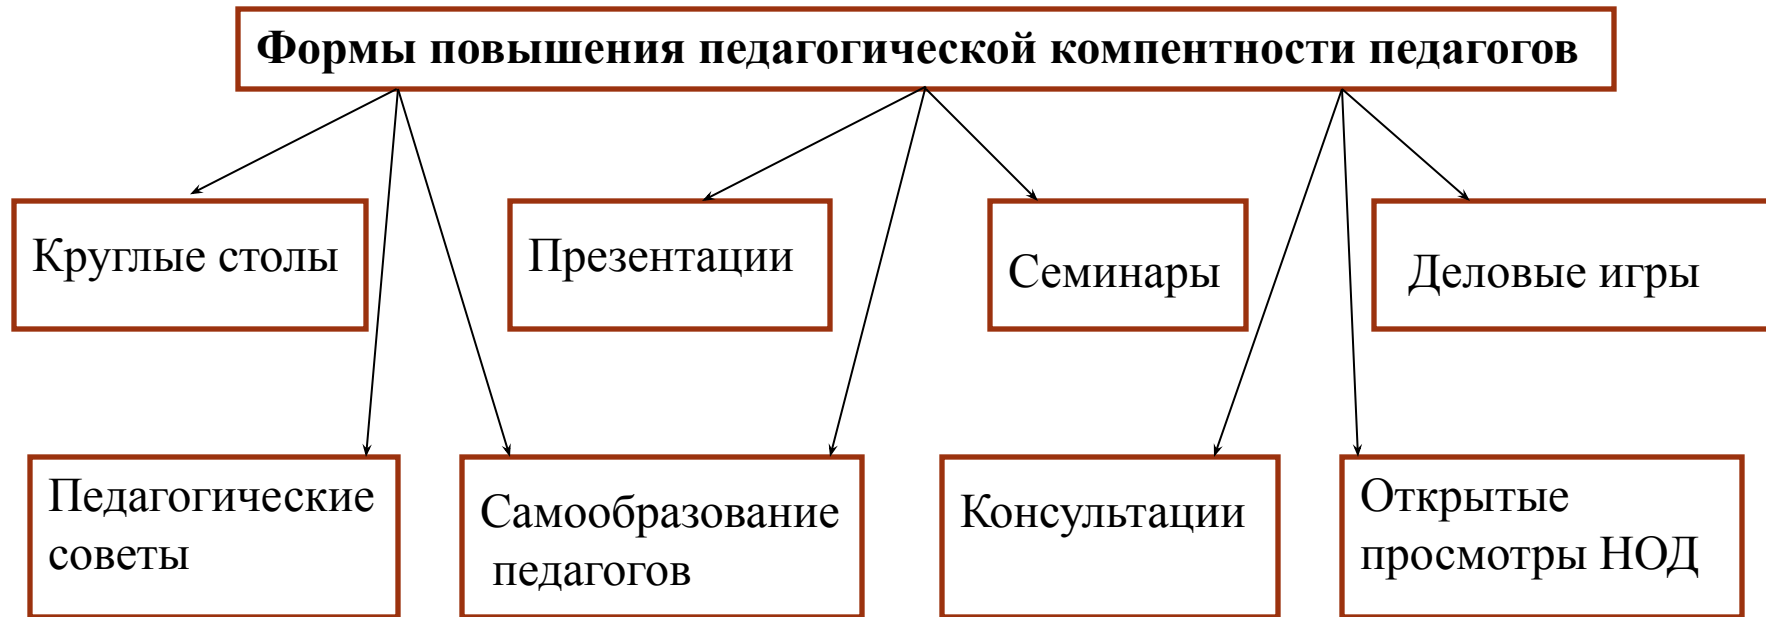 Формы повышения педагогической компентности педагогов
Круглые столы
Презентации
Семинары
Деловые игры
Педагогические
советы
Самообразование
педагогов
Консультации
Открытые
просмотры НОД